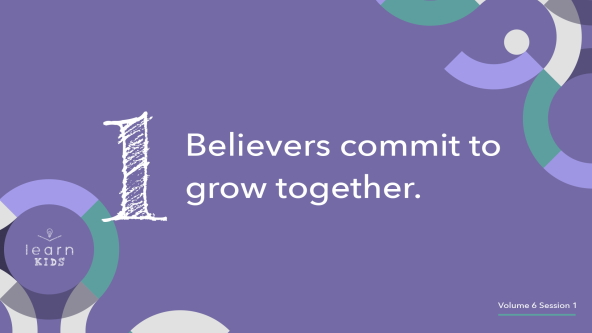 1
Believers commit to
grow together.
learn
KIDS
Volume 6 Session 1